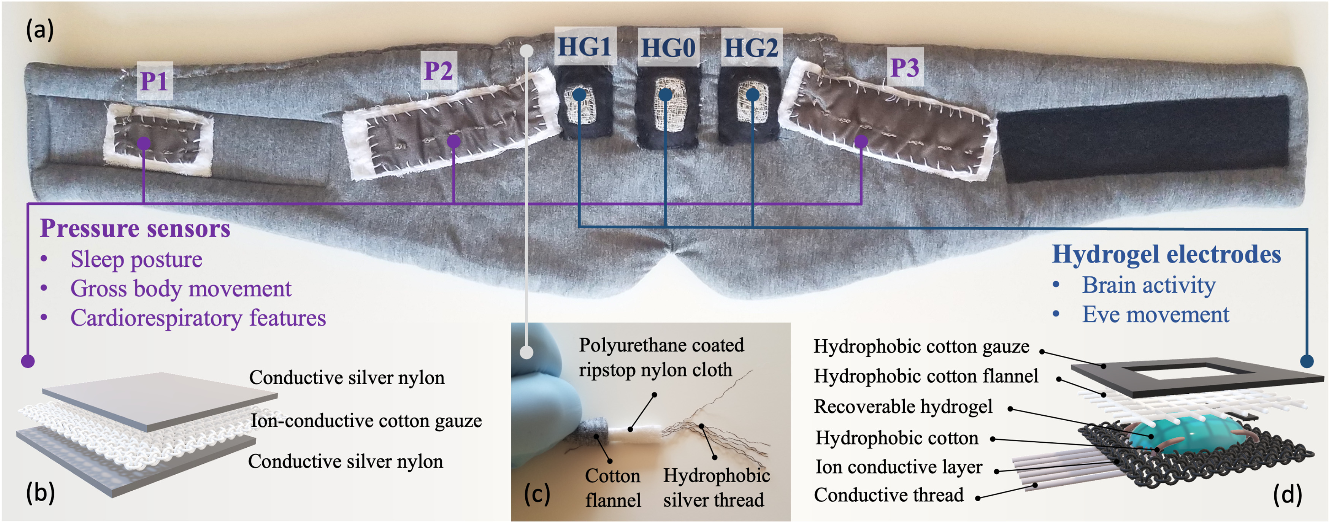 (a)
P1
P2
HG1
HG0
HG2
P3
Pressure sensors
• Sleep posture
• Gross body movement
• Cardiorespiratory features
Hydrogel electrodes
• Brain activity
• Eye movement
Conductive silver nylon
Ion-conductive cotton gauze
Conductive silver nylon
(b)
Polyurethane coated
ripstop nylon cloth
Cotton
flannel
Hydrophobic
silver thread
(c)
Hydrophobic cotton gauze
Hydrophobic cotton flannel
Recoverable hydrogel
Hydrophobic cotton
Ion conductive layer
Conductive thread
(d)